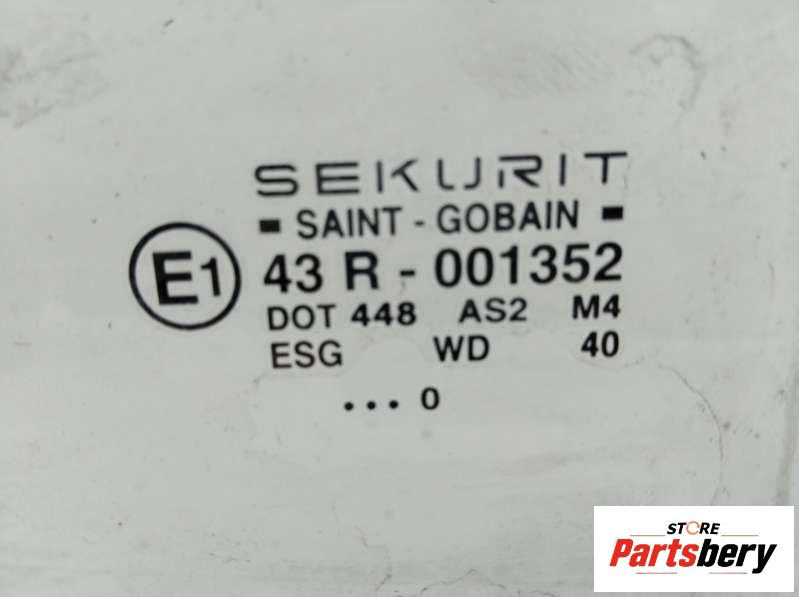 SEKURIT
- SAINT - GOBAIN -
E1
43 R - 001352
DOT 448 AS2 M4
ESG WD 40
... 0
STORE
Partsbery